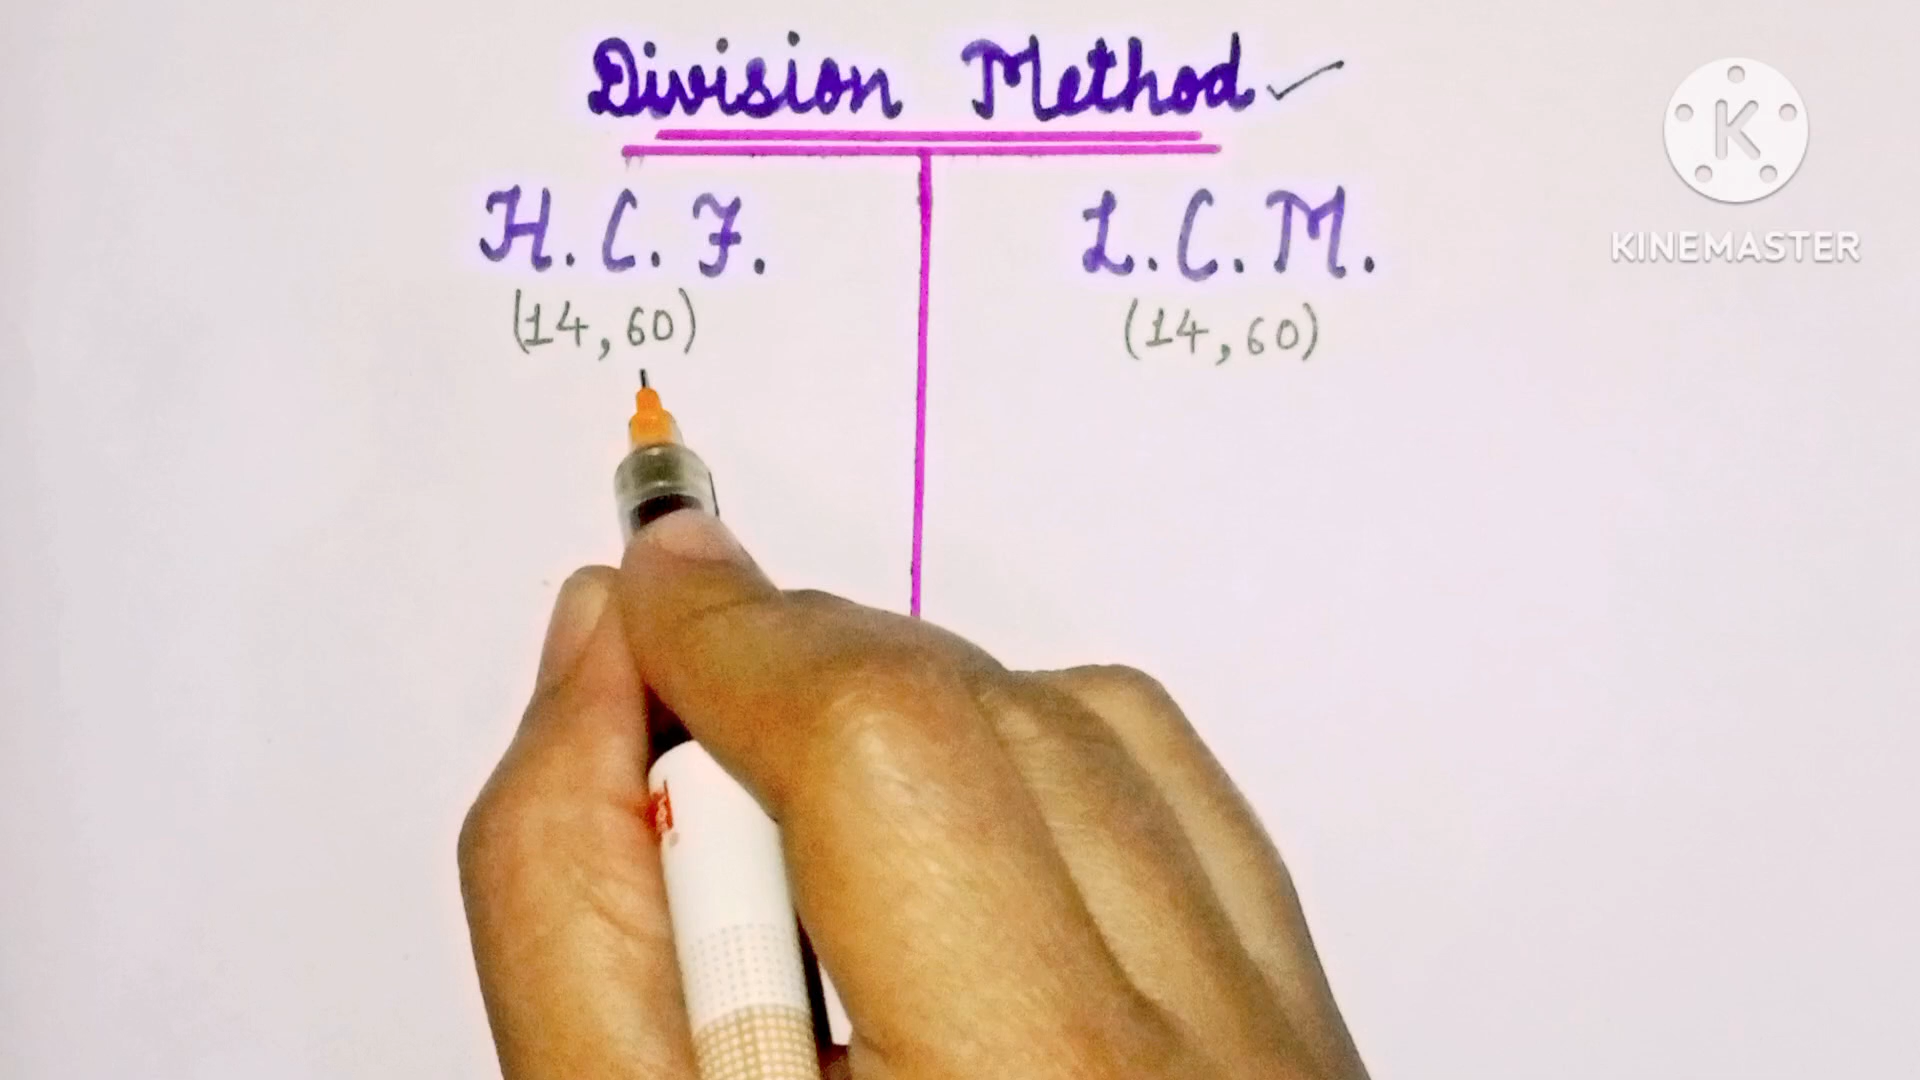 Division Method
H.C.F.
(14, 60)
L.C.M.
(14, 60)
K
KINEMASTER